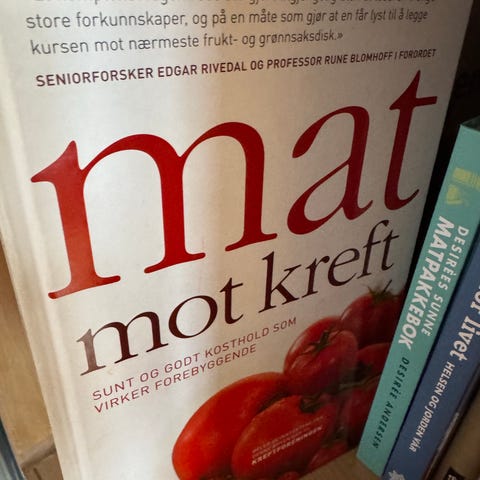 store forkunnskaper, og på en måte som gjør at en får lyst til å legge
kursen mot nærmeste frukt- og grønnsaksdisk.»
SENIORFORSKER EDGAR RIVEDAL OG PROFESSOR RUNE BLOMHOFF I FORORDET
mat
mot kreft
SUNT OG GODT KOSTHOLD SOM
VIRKER FOREBYGGENDE
KREFTFORENINGEN
DESIRÉES SUNNE
MATPAKKEBOK
DESIRÉE ANDERSEN
livet
HELSEN OG JORDEN VÅR